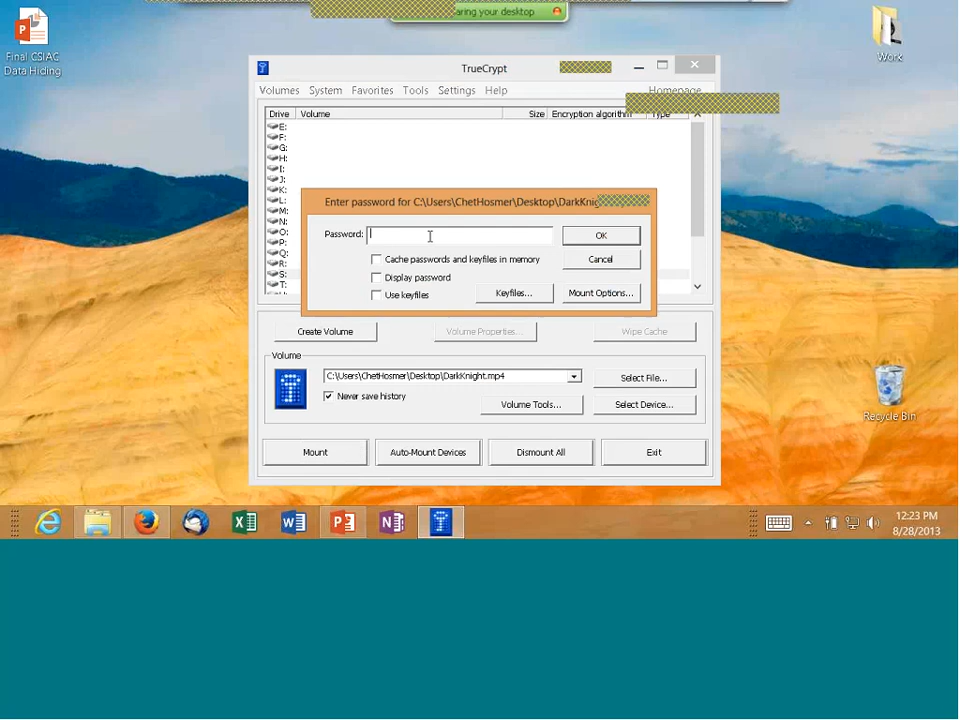 aring your desktop
Final CSIAC
Data Hiding
Work
TrueCrypt
Volumes System Favorites Tools Settings Help Homepage
Drive Volume Size Encryption algorithm Type
E:
F:
G:
H:
I:
J:
K:
L:
M:
N:
O:
P:
Q:
R:
S:
T:
Enter password for C:\Users\ChetHosmer\Desktop\DarkKnig
Password:
OK
Cache passwords and keyfiles in memory
Cancel
Display password
Use keyfiles
Keyfiles...
Mount Options...
Create Volume
Volume Properties...
Wipe Cache
Volume
C:\Users\ChetHosmer\Desktop\DarkKnight.mp4
Select File...
Never save history
Volume Tools...
Select Device...
Mount
Auto-Mount Devices
Dismount All
Exit
Recycle Bin
12:23 PM
8/28/2013